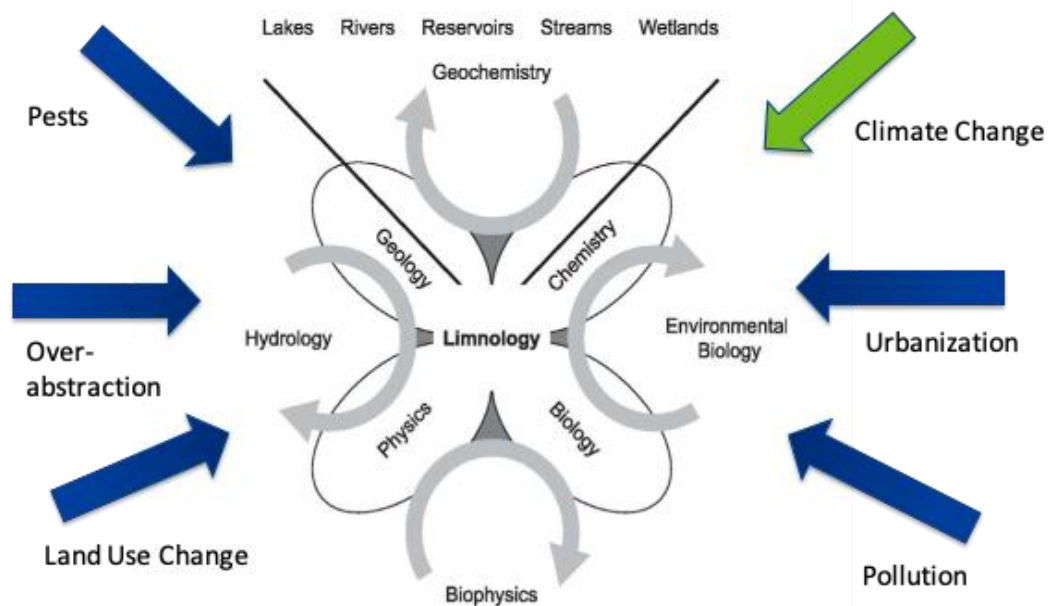 Lakes Rivers Reservoirs Streams Wetlands
Geochemistry
Pests
Climate Change
Geology
Chemistry
Hydrology
Limnology
Environmental
Biology
Over-
abstraction
Urbanization
Physics
Biology
Land Use Change
Pollution
Biophysics